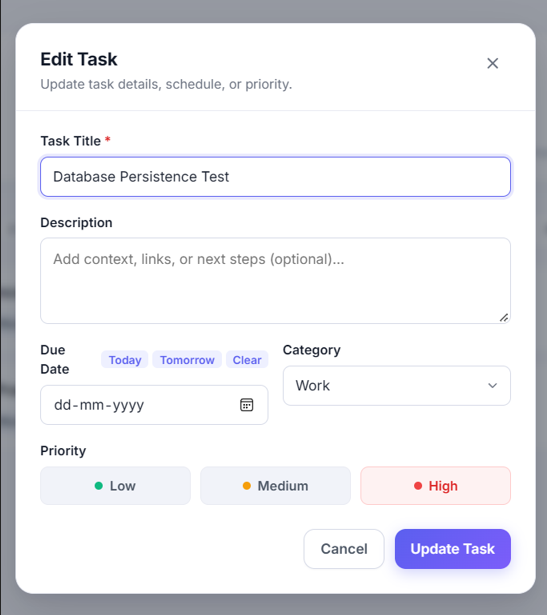 Edit Task
Update task details, schedule, or priority.
Task Title *
Database Persistence Test
Description
Add context, links, or next steps (optional)...
Due Date
Today Tomorrow Clear
dd-mm-yyyy
Category
Work
Priority
Low Medium High
Cancel Update Task